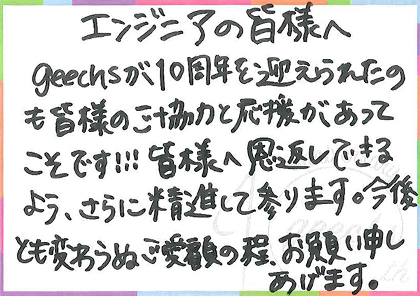 エンジニアの皆様へ
geechsが10周年を迎えられたの
も皆様のご協力と応援があって
こそです!!! 皆様へ恩返しできる
よう、さらに精進して参ります。今後
とも変わらぬご愛顧の程、お願い申し
あげます。